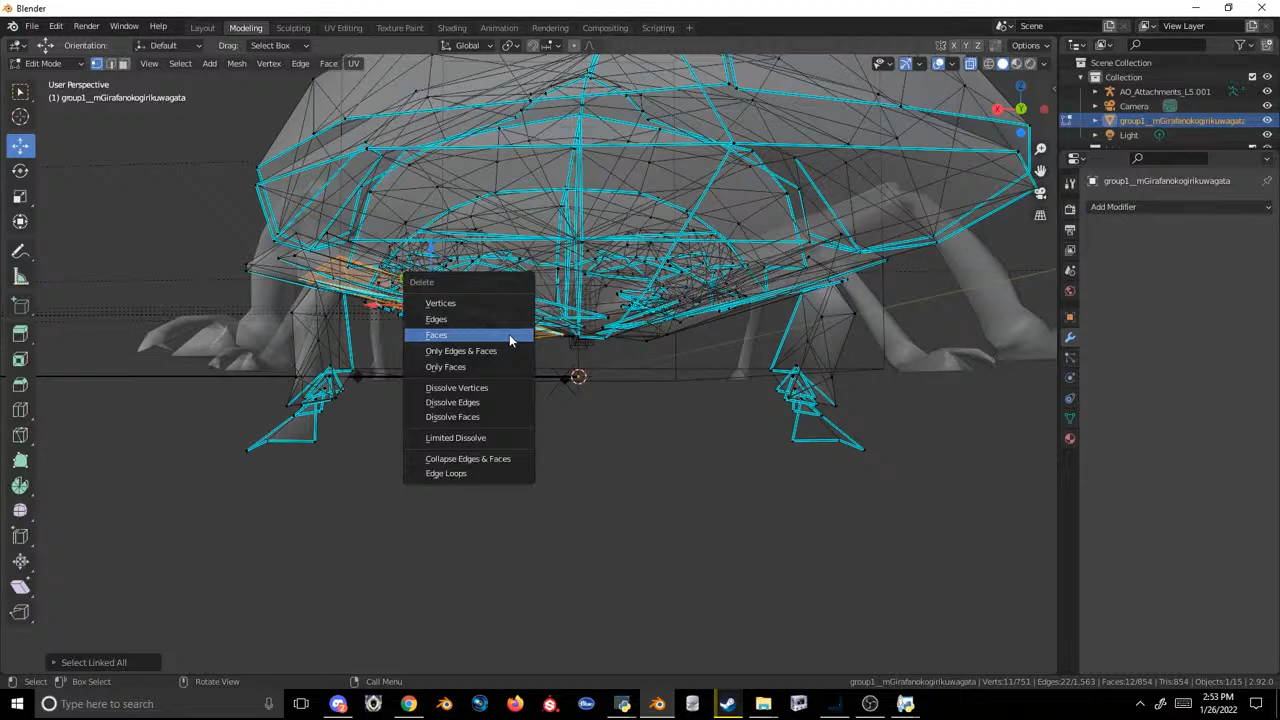 Blender
File Edit Render Window Help
Layout Modeling Sculpting UV Editing Texture Paint Shading Animation Rendering Compositing Scripting
Scene
View Layer
Orientation: Default Drag: Select Box
Global
X Y Z
Options
Edit Mode View Select Add Mesh Vertex Edge Face UV
User Perspective
(1) group1__mGirafanokogirikuwagata
Scene Collection
Collection
AO_Attachments_L5.001
Camera
group1__mGirafanokogirikuwagata
Light
group1__mGirafanokogirikuwagata
Add Modifier
X
Y
Z
Delete
Vertices
Edges
Faces
Only Edges & Faces
Only Faces
Dissolve Vertices
Dissolve Edges
Dissolve Faces
Limited Dissolve
Collapse Edges & Faces
Edge Loops
Select Linked All
Select Box Select Rotate View Call Menu
group1__mGirafanokogirikuwagata | Verts:11/751 | Edges:22/1,563 | Faces:12/854 | Tris:854 | Objects:1/15 | 2.92.0
Type here to search
2:53 PM
1/26/2022